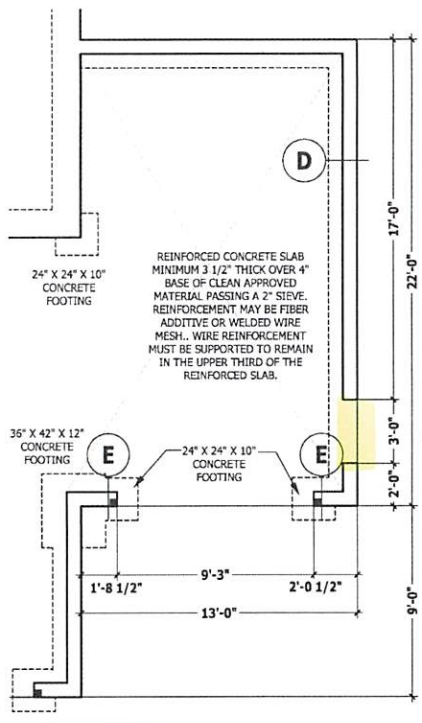 D
17'-0"
22'-0"
REINFORCED CONCRETE SLAB
MINIMUM 3 1/2" THICK OVER 4"
BASE OF CLEAN APPROVED
MATERIAL PASSING A 2" SIEVE.
REINFORCEMENT MAY BE FIBER
ADDITIVE OR WELDED WIRE
MESH.. WIRE REINFORCEMENT
MUST BE SUPPORTED TO REMAIN
IN THE UPPER THIRD OF THE
REINFORCED SLAB.
24" X 24" X 10"
CONCRETE
FOOTING
36" X 42" X 12"
CONCRETE
FOOTING
E
24" X 24" X 10"
CONCRETE
FOOTING
E
3'-0"
2'-0"
9'-3"
1'-8 1/2"
2'-0 1/2"
13'-0"
9'-0"